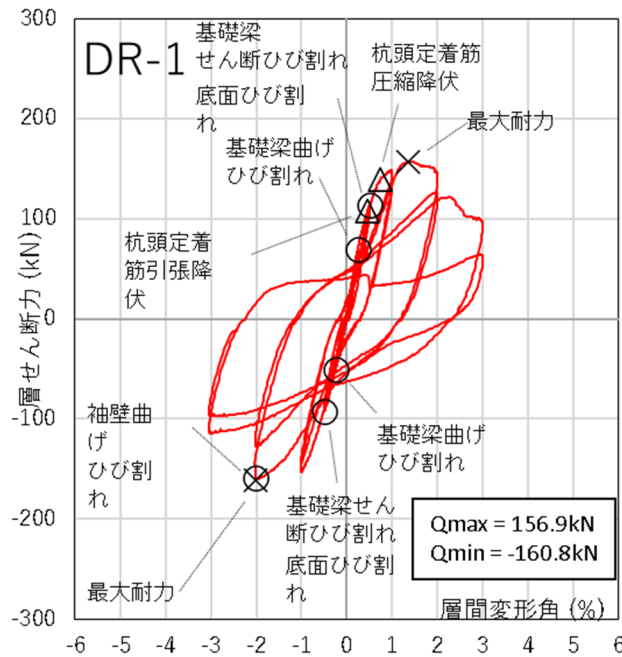 DR-1
基礎梁
せん断ひび割れ
底面ひび割
れ
杭頭定着筋
圧縮降伏
最大耐力
基礎梁曲げ
ひび割れ
杭頭定着
筋引張降
伏
層せん断力 (kN)
300
200
100
0
-100
-200
-300
袖壁曲
げ
ひび割
れ
最大耐力
基礎梁曲げ
ひび割れ
基礎梁せん
断ひび割れ
底面ひび割
れ
Qmax = 156.9kN
Qmin = -160.8kN
層間変形角 (%)
-6 -5 -4 -3 -2 -1 0 1 2 3 4 5 6